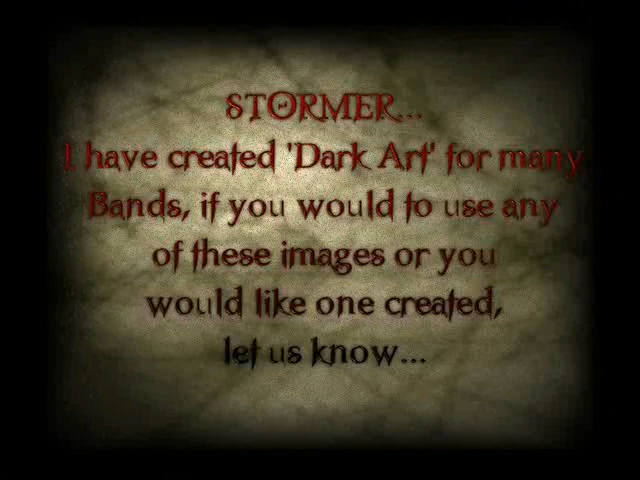 STORMER...
I have created 'Dark Art' for many
Bands, if you would to use any
of these images or you
would like one created,
let us know...